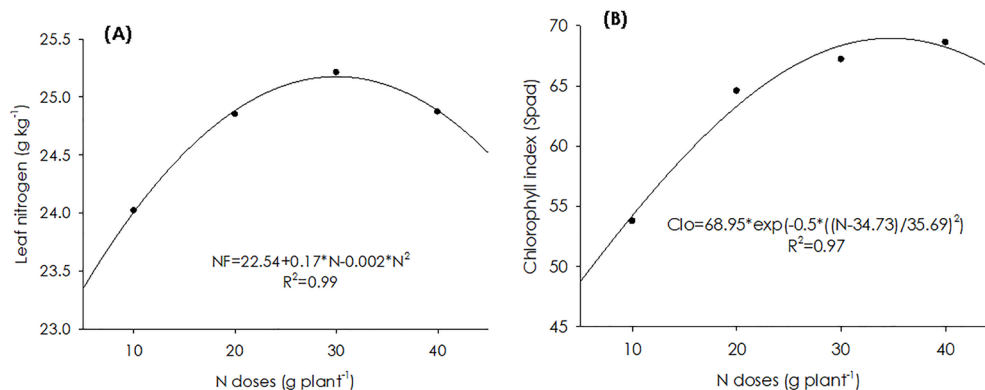 (A)
25.5
25.0
24.5
24.0
23.5
23.0
Leaf nitrogen (g kg⁻¹)
NF=22.54+0.17*N-0.002*N²
R²=0.99
10 20 30 40
N doses (g plant⁻¹)
(B)
70
65
60
55
50
45
Chlorophyll index (Spad)
Clo=68.95*exp(-0.5*((N-34.73)/35.69)²)
R²=0.97
10 20 30 40
N doses (g plant⁻¹)